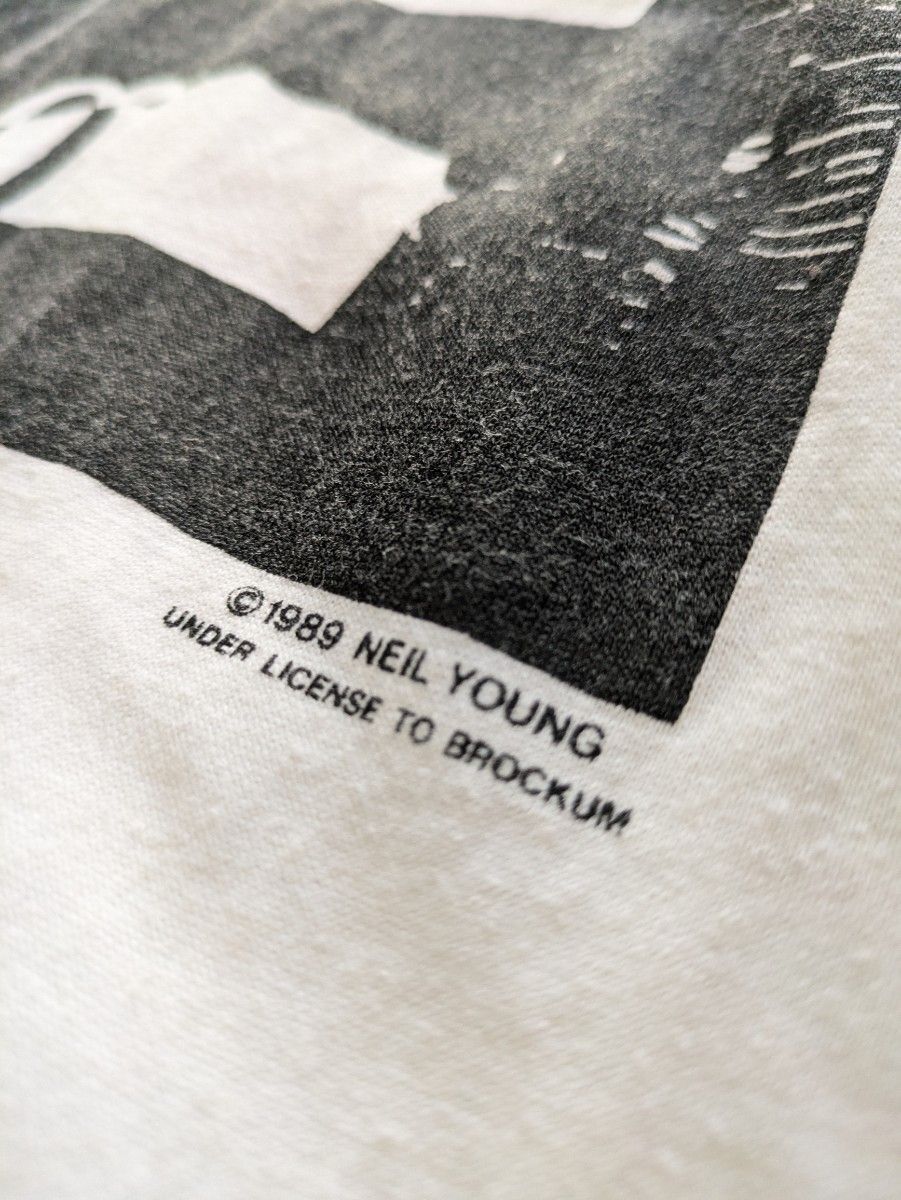 ©1989 NEIL YOUNG
UNDER LICENSE TO BROCKUM